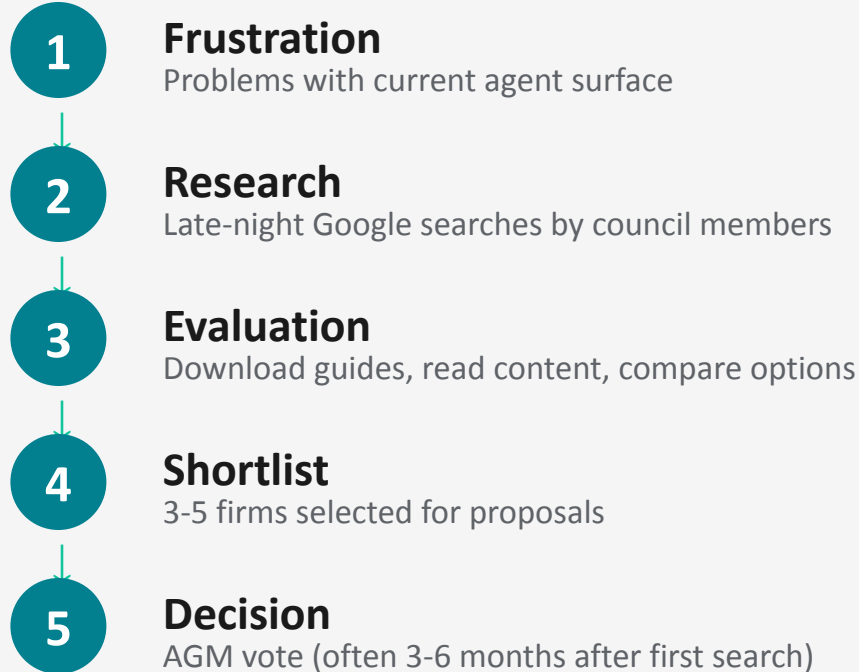 1
Frustration
Problems with current agent surface
2
Research
Late-night Google searches by council members
3
Evaluation
Download guides, read content, compare options
4
Shortlist
3-5 firms selected for proposals
5
Decision
AGM vote (often 3-6 months after first search)